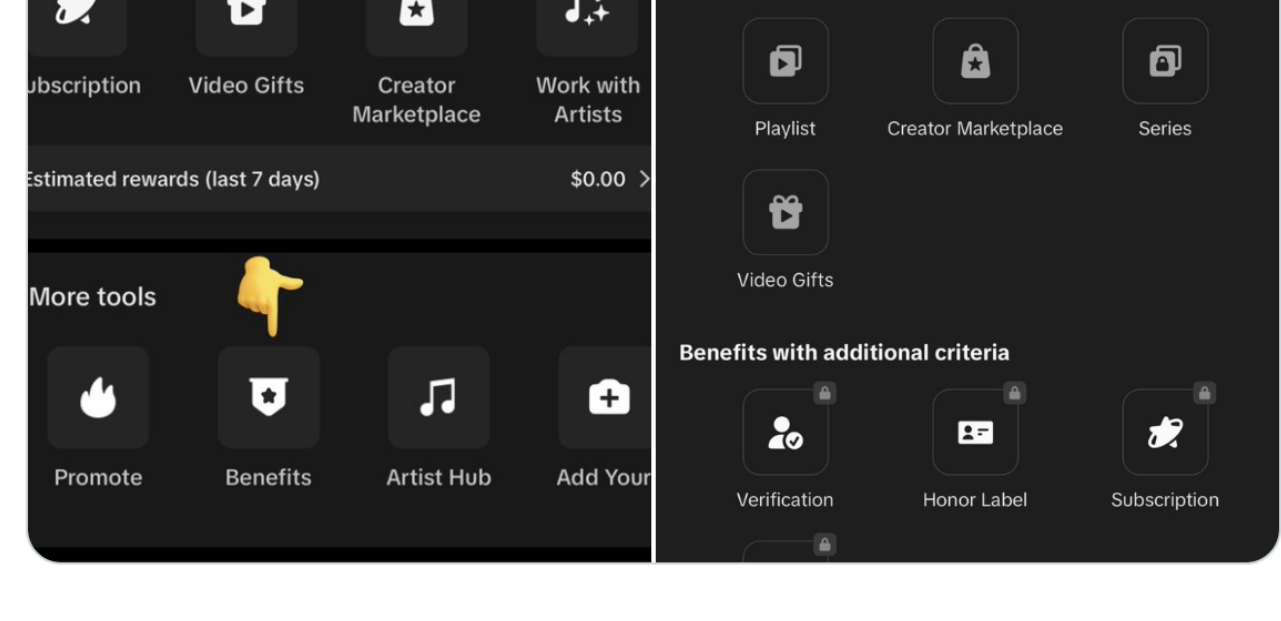 ubscription
Video Gifts
Creator
Marketplace
Work with
Artists
Estimated rewards (last 7 days)
$0.00
More tools
Promote
Benefits
Artist Hub
Add Your
Playlist
Creator Marketplace
Series
Video Gifts
Benefits with additional criteria
Verification
Honor Label
Subscription